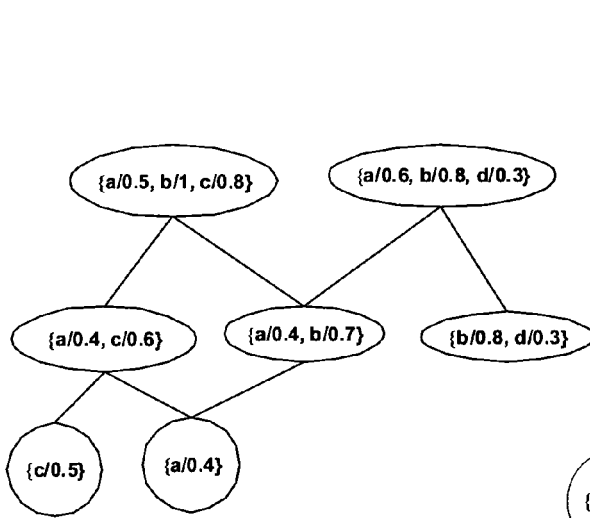 {a/0.5, b/1, c/0.8}
{a/0.6, b/0.8, d/0.3}
{a/0.4, c/0.6}
{a/0.4, b/0.7}
{b/0.8, d/0.3}
{c/0.5}
{a/0.4}
{